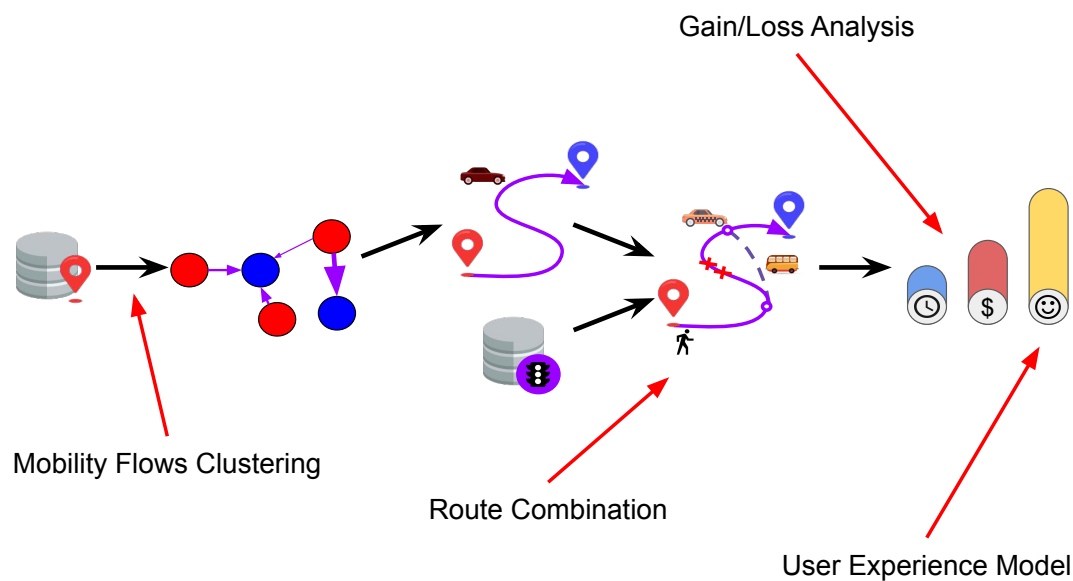 Gain/Loss Analysis
$
Mobility Flows Clustering
Route Combination
User Experience Model